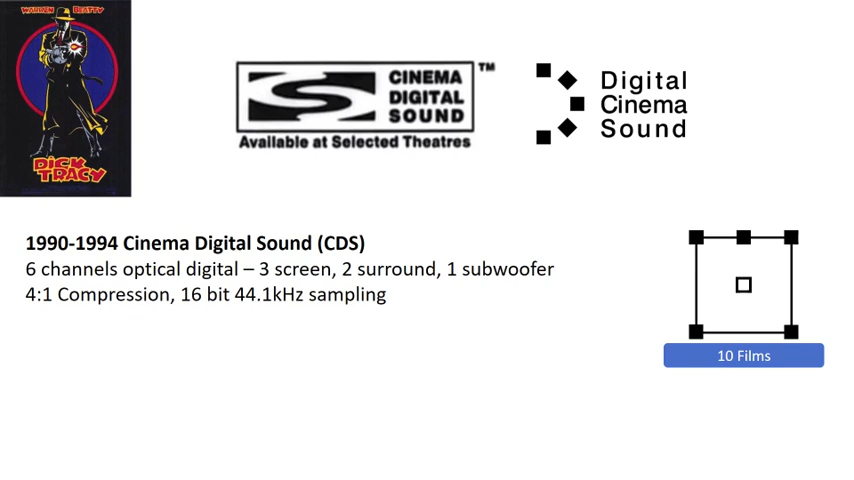 WARREN BEATTY
DICK
TRACY
CINEMA
DIGITAL
SOUND
TM
Available at Selected Theatres
Digital
Cinema
Sound
1990-1994 Cinema Digital Sound (CDS)
6 channels optical digital – 3 screen, 2 surround, 1 subwoofer
4:1 Compression, 16 bit 44.1kHz sampling
10 Films